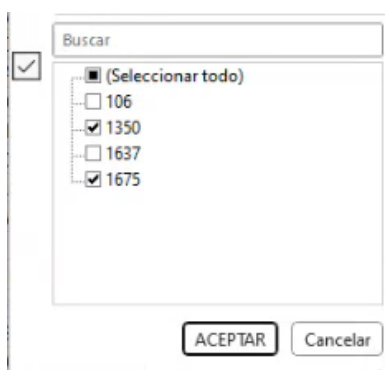 Buscar
(Seleccionar todo)
106
1350
1637
1675
ACEPTAR Cancelar